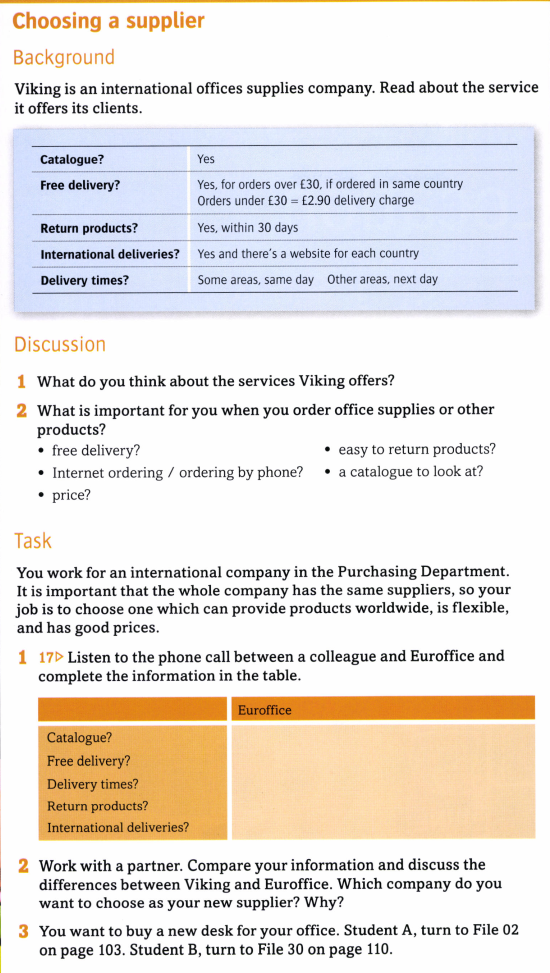 Choosing a supplier
Background
Viking is an international offices supplies company. Read about the service
it offers its clients.
Catalogue? Yes
Free delivery? Yes, for orders over £30, if ordered in same country
Orders under £30 = £2.90 delivery charge
Return products? Yes, within 30 days
International deliveries? Yes and there's a website for each country
Delivery times? Some areas, same day Other areas, next day
Discussion
1 What do you think about the services Viking offers?
2 What is important for you when you order office supplies or other
products?
• free delivery? • easy to return products?
• Internet ordering / ordering by phone? • a catalogue to look at?
• price?
Task
You work for an international company in the Purchasing Department.
It is important that the whole company has the same suppliers, so your
job is to choose one which can provide products worldwide, is flexible,
and has good prices.
1 17▷ Listen to the phone call between a colleague and Euroffice and
complete the information in the table.
Euroffice
Catalogue?
Free delivery?
Delivery times?
Return products?
International deliveries?
2 Work with a partner. Compare your information and discuss the
differences between Viking and Euroffice. Which company do you
want to choose as your new supplier? Why?
3 You want to buy a new desk for your office. Student A, turn to File 02
on page 103. Student B, turn to File 30 on page 110.